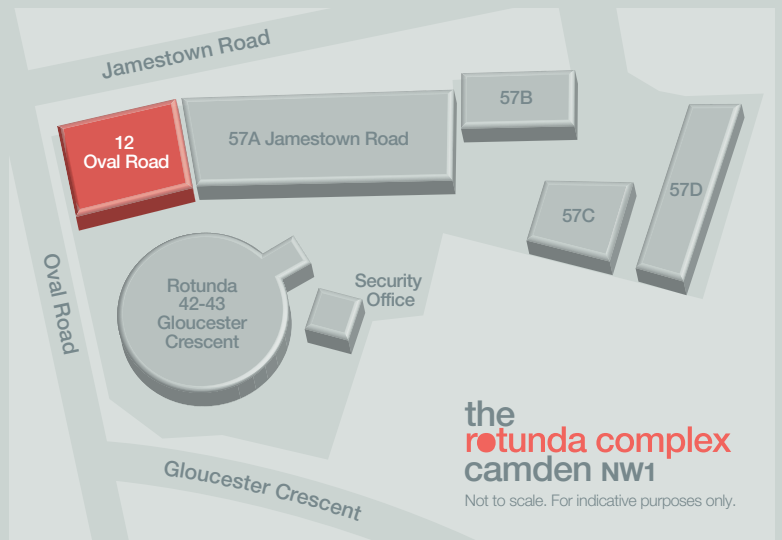 Jamestown Road
12
Oval Road
57A Jamestown Road
57B
57C
57D
Oval Road
Rotunda
42-43
Gloucester
Crescent
Security
Office
Gloucester Crescent
the
rotunda complex
camden NW1
Not to scale. For indicative purposes only.